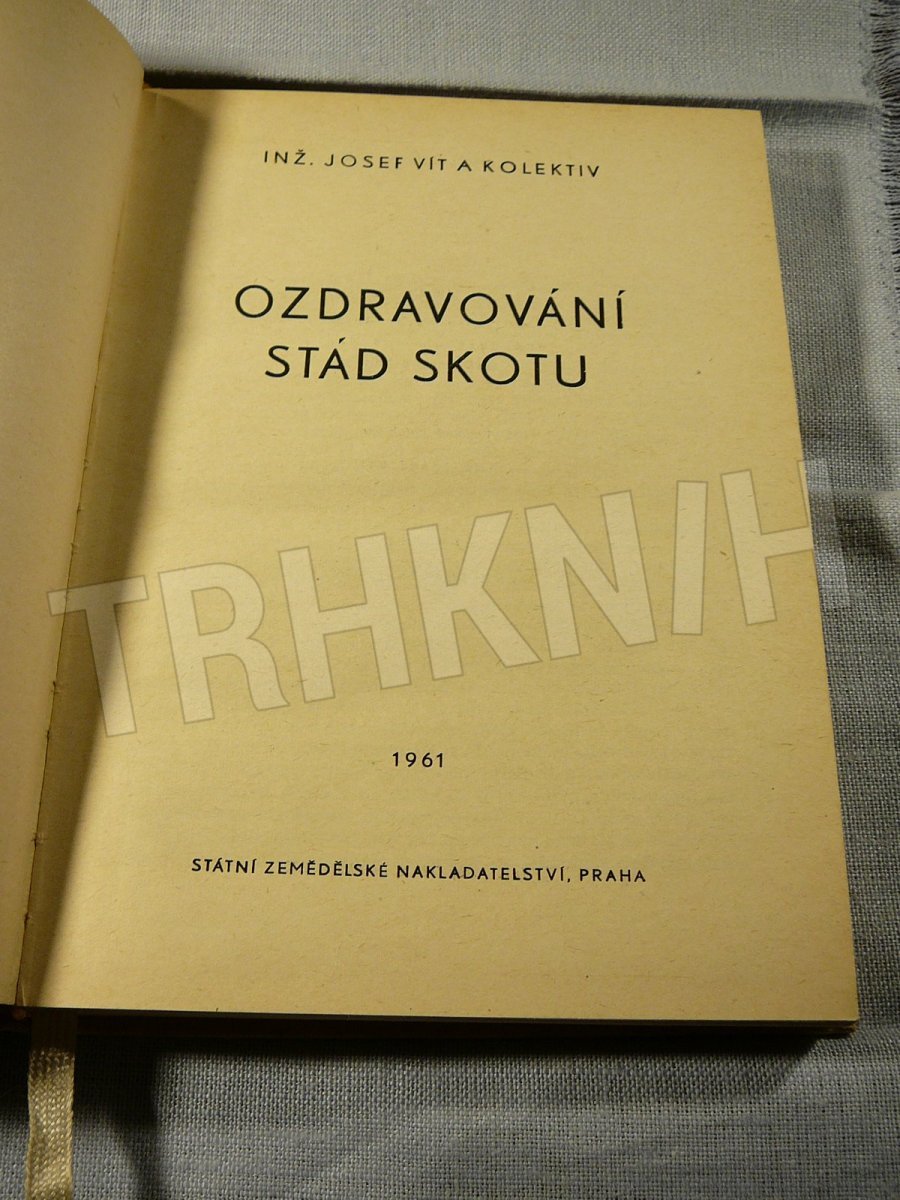 INŽ. JOSEF VÍT A KOLEKTIV
OZDRAVOVÁNÍ
STÁD SKOTU
TRHKNIH
1961
STÁTNÍ ZEMĚDĚLSKÉ NAKLADATELSTVÍ, PRAHA